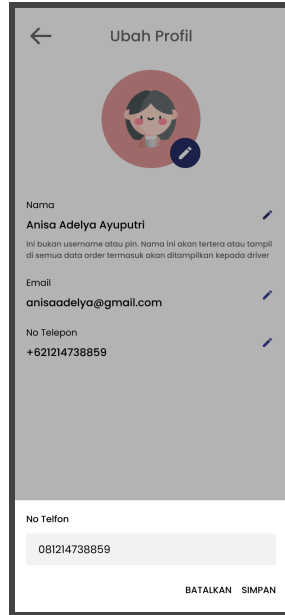 Ubah Profil
Nama
Anisa Adelya Ayuputri
Ini bukan username atau pin. Nama ini akan tertera atau tampil
di semua data order termasuk akan ditampilkan kepada driver
Email
anisaadelya@gmail.com
No Telepon
+621214738859
No Telfon
081214738859
BATALKAN SIMPAN